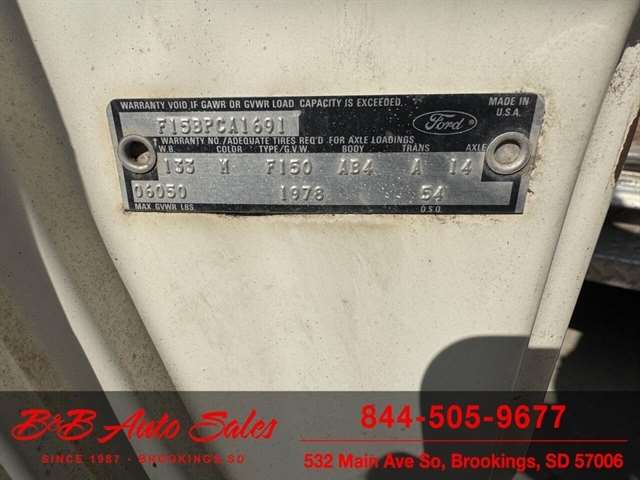 WARRANTY VOID IF GAWR OR GVWR LOAD CAPACITY IS EXCEEDED.
MADE IN U.S.A.
F15BPCA1691
Ford
WARRANTY NO./ADEQUATE TIRES REQ'D FOR AXLE LOADINGS
W.B. COLOR TYPE/G.V.W. BODY TRANS AXLE
133 M F150 AB4 A 14
06050 1978 54
MAX GVWR LBS. D.S.O.
B&B Auto Sales
SINCE 1987 - BROOKINGS, SD
844-505-9677
532 Main Ave So, Brookings, SD 57006